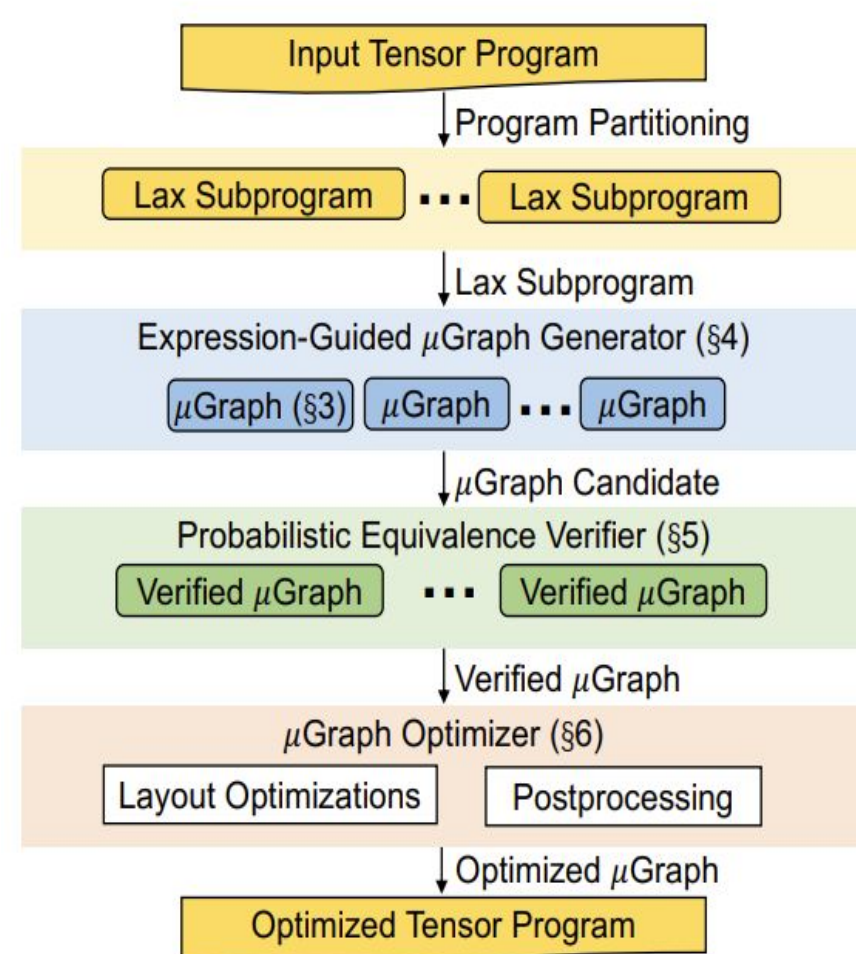 Input Tensor Program
Program Partitioning
Lax Subprogram ... Lax Subprogram
Lax Subprogram
Expression-Guided μGraph Generator (§4)
μGraph (§3) μGraph ... μGraph
μGraph Candidate
Probabilistic Equivalence Verifier (§5)
Verified μGraph ... Verified μGraph
Verified μGraph
μGraph Optimizer (§6)
Layout Optimizations Postprocessing
Optimized μGraph
Optimized Tensor Program